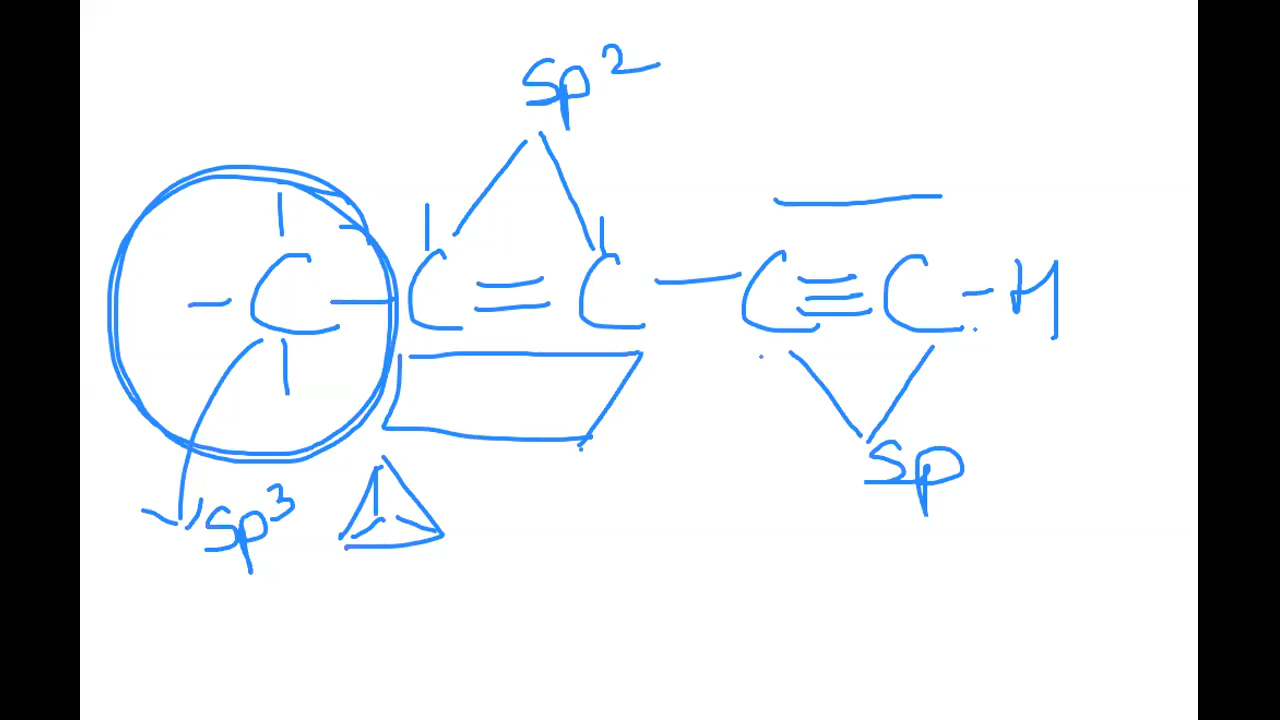 Sp²
- C - C = C - C ≡ C - H
Sp
Sp³